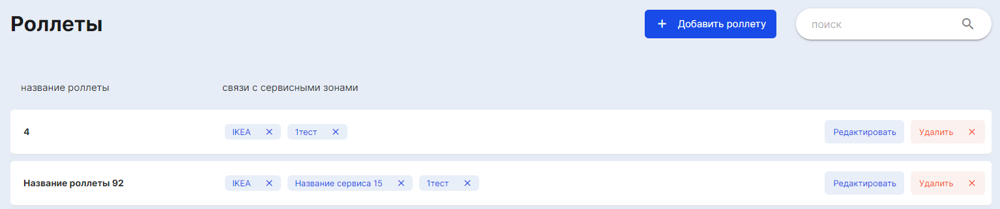 Роллеты
+ Добавить роллету
поиск
название роллеты связи с сервисными зонами
4 IKEA × 1тест × Редактировать Удалить ×
Название роллеты 92 IKEA × Название сервиса 15 × 1тест × Редактировать Удалить ×